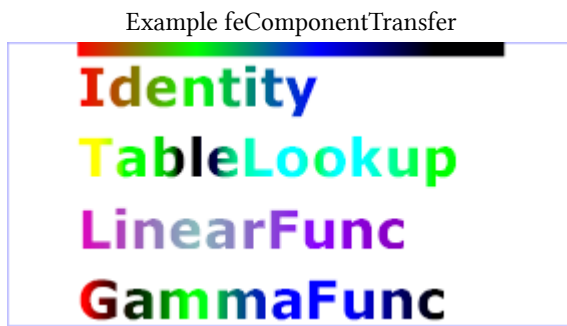 Example feComponentTransfer
Identity
TableLookup
LinearFunc
GammaFunc